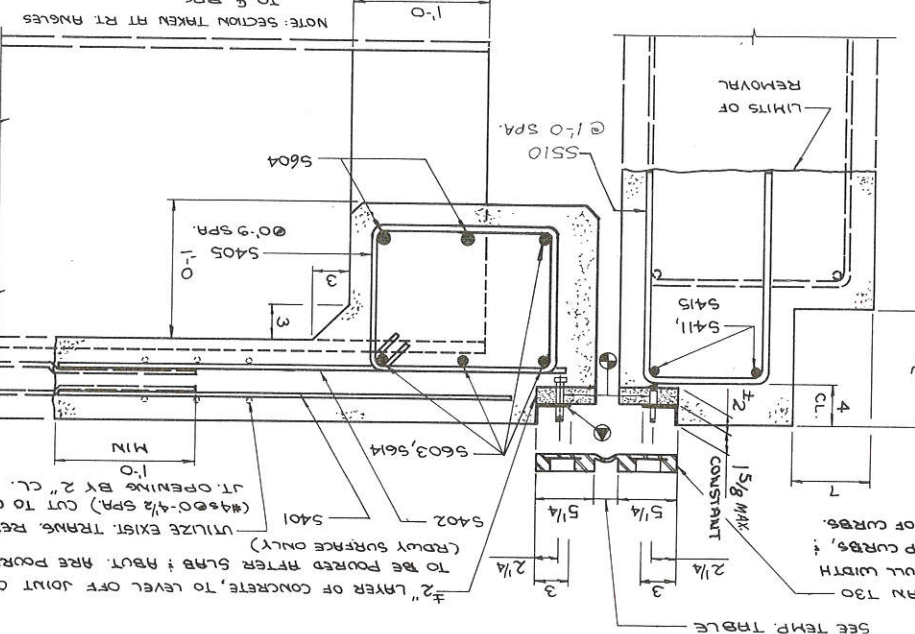 SEE TEMP. TABLE
AN T30
ULL WIDTH
P CURBS, &
OF CURBS.
3
3
2 1/4
2 1/4
5 1/4
5 1/4
±2" LAYER OF CONCRETE, TO LEVEL OFF JOINT
TO BE POURED AFTER SLAB & ABUT. ARE
(RDWY SURFACE ONLY)
S402
S401
UTILIZE EXIST. TRANS.
(#4s@0'-4 1/2 SPA) CUT TO
JT. OPENING BY 2" CL.
1'-0
MIN
1 5/8 MAX.
CONSTANT
7
4
CL.
±2
S603, S614
S411,
S415
3
3
1'-0
S405
@0'-9 SPA.
S604
S510
@ 1'-0 SPA.
LIMITS OF
REMOVAL
1'-0
NOTE: SECTION TAKEN AT RT. ANGLES